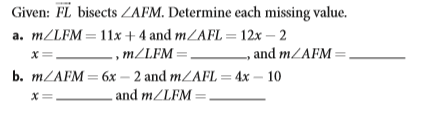 Given: FL bisects ∠AFM. Determine each missing value.
a. m∠LFM = 11x + 4 and m∠AFL = 12x – 2
x = ________, m∠LFM = ________, and m∠AFM = ________
b. m∠AFM = 6x – 2 and m∠AFL = 4x – 10
x = ________ and m∠LFM = ________